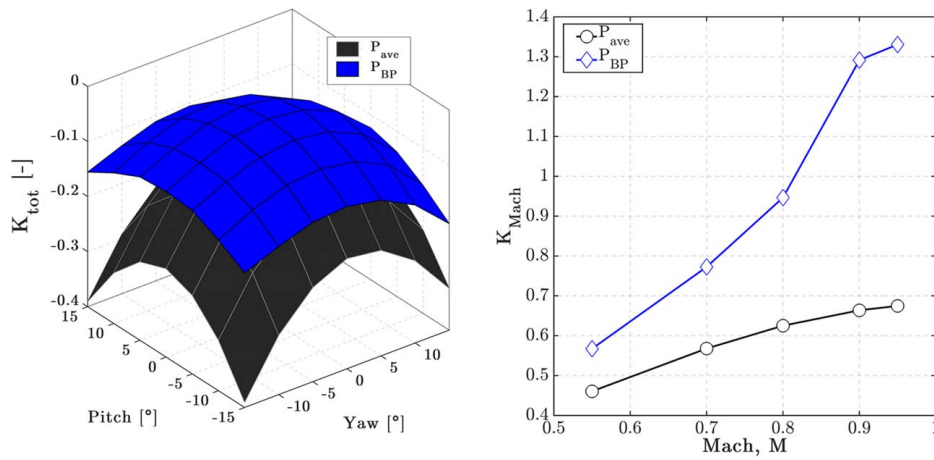 P_ave
P_BP
K_tot [-]
0
-0.1
-0.2
-0.3
-0.4
15
10
5
0
-5
-10
-15
Pitch [°]
-10
-5
0
5
10
Yaw [°]
P_ave
P_BP
K_Mach
1.4
1.3
1.2
1.1
1
0.9
0.8
0.7
0.6
0.5
0.4
0.5 0.6 0.7 0.8 0.9 1
Mach, M